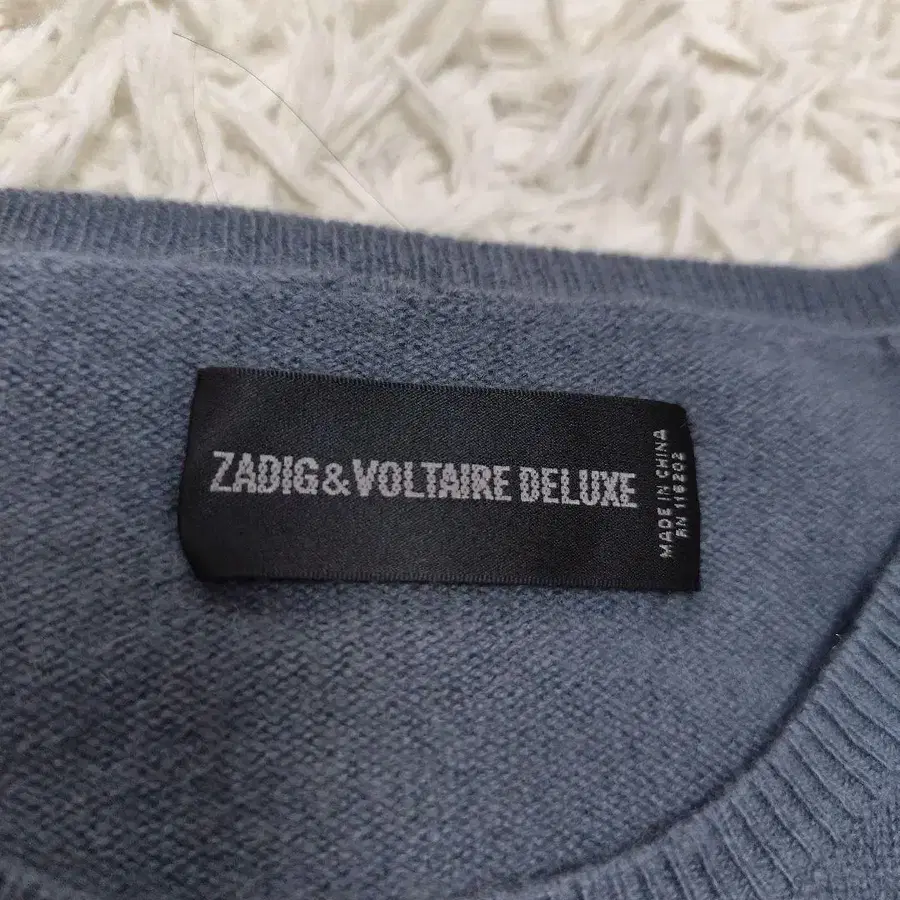 ZADIG&VOLTAIRE DELUXE
MADE IN CHINA
RN 116202